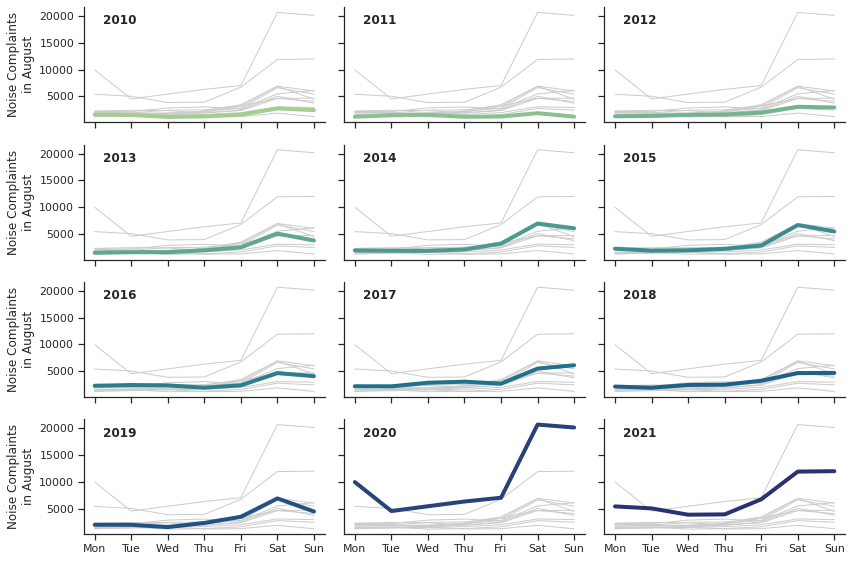 Noise Complaints
in August
20000
15000
10000
5000
2010
2011
2012
Noise Complaints
in August
20000
15000
10000
5000
2013
2014
2015
Noise Complaints
in August
20000
15000
10000
5000
2016
2017
2018
Noise Complaints
in August
20000
15000
10000
5000
2019
2020
2021
Mon Tue Wed Thu Fri Sat Sun
Mon Tue Wed Thu Fri Sat Sun
Mon Tue Wed Thu Fri Sat Sun